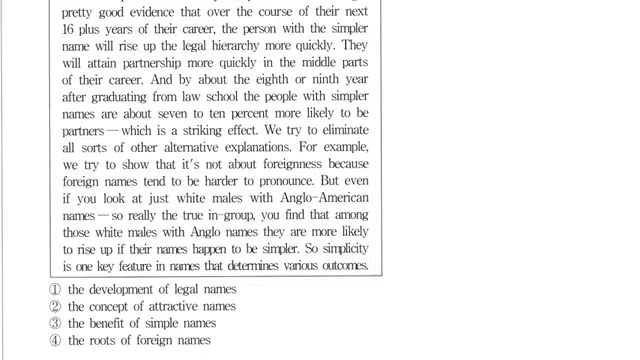 pretty good evidence that over the course of their next
16 plus years of their career, the person with the simpler
name will rise up the legal hierarchy more quickly. They
will attain partnership more quickly in the middle parts
of their career. And by about the eighth or ninth year
after graduating from law school the people with simpler
names are about seven to ten percent more likely to be
partners—which is a striking effect. We try to eliminate
all sorts of other alternative explanations. For example,
we try to show that it's not about foreignness because
foreign names tend to be harder to pronounce. But even
if you look at just white males with Anglo-American
names—so really the true in-group, you find that among
those white males with Anglo names they are more likely
to rise up if their names happen to be simpler. So simplicity
is one key feature in names that determines various outcomes.
① the development of legal names
② the concept of attractive names
③ the benefit of simple names
④ the roots of foreign names